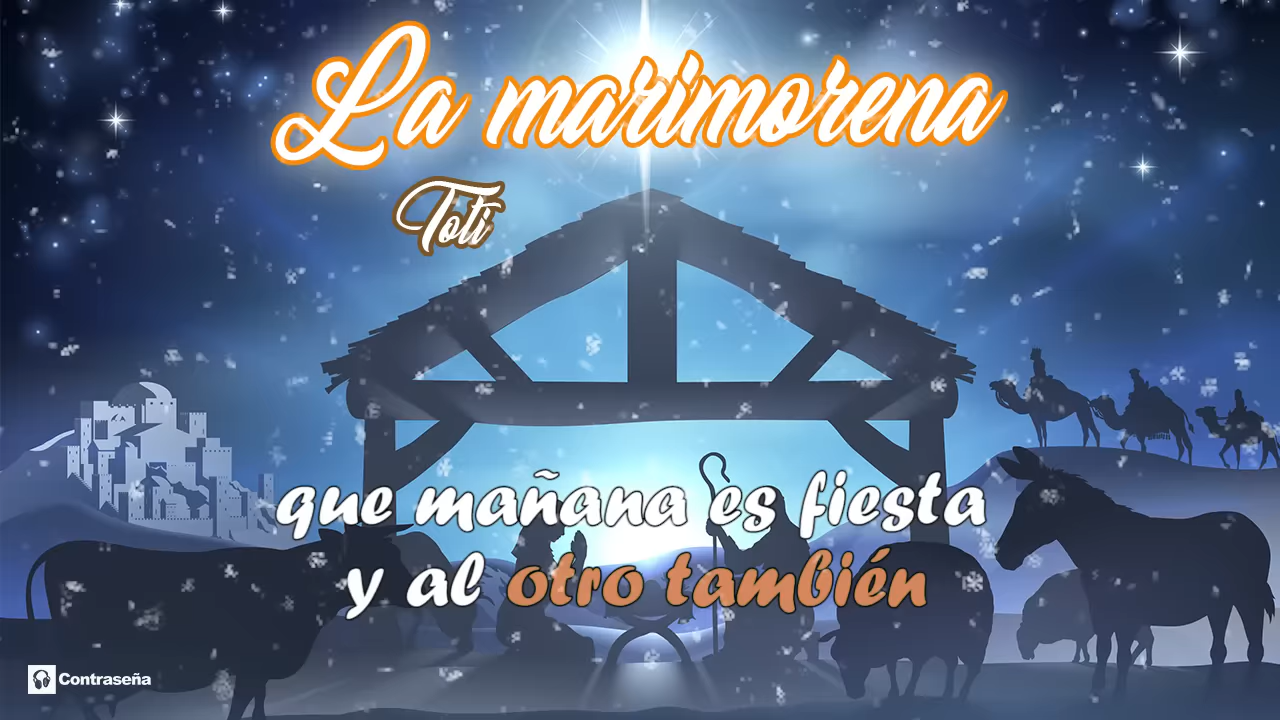 La marimorena
Toti
que mañana es fiesta
y al otro también
Contraseña